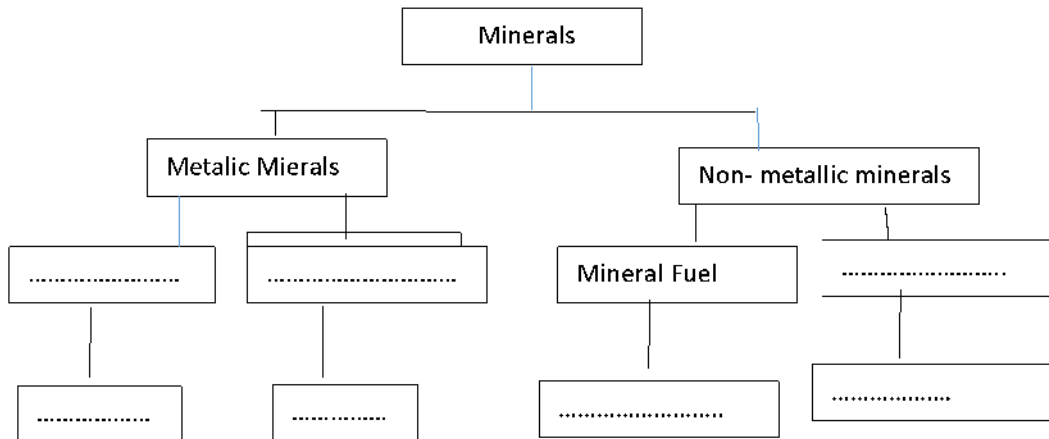 Minerals
Metalic Mierals
Non- metallic minerals
..............................
.....................................
Mineral Fuel
.................................
......................
..................
.................................
........................